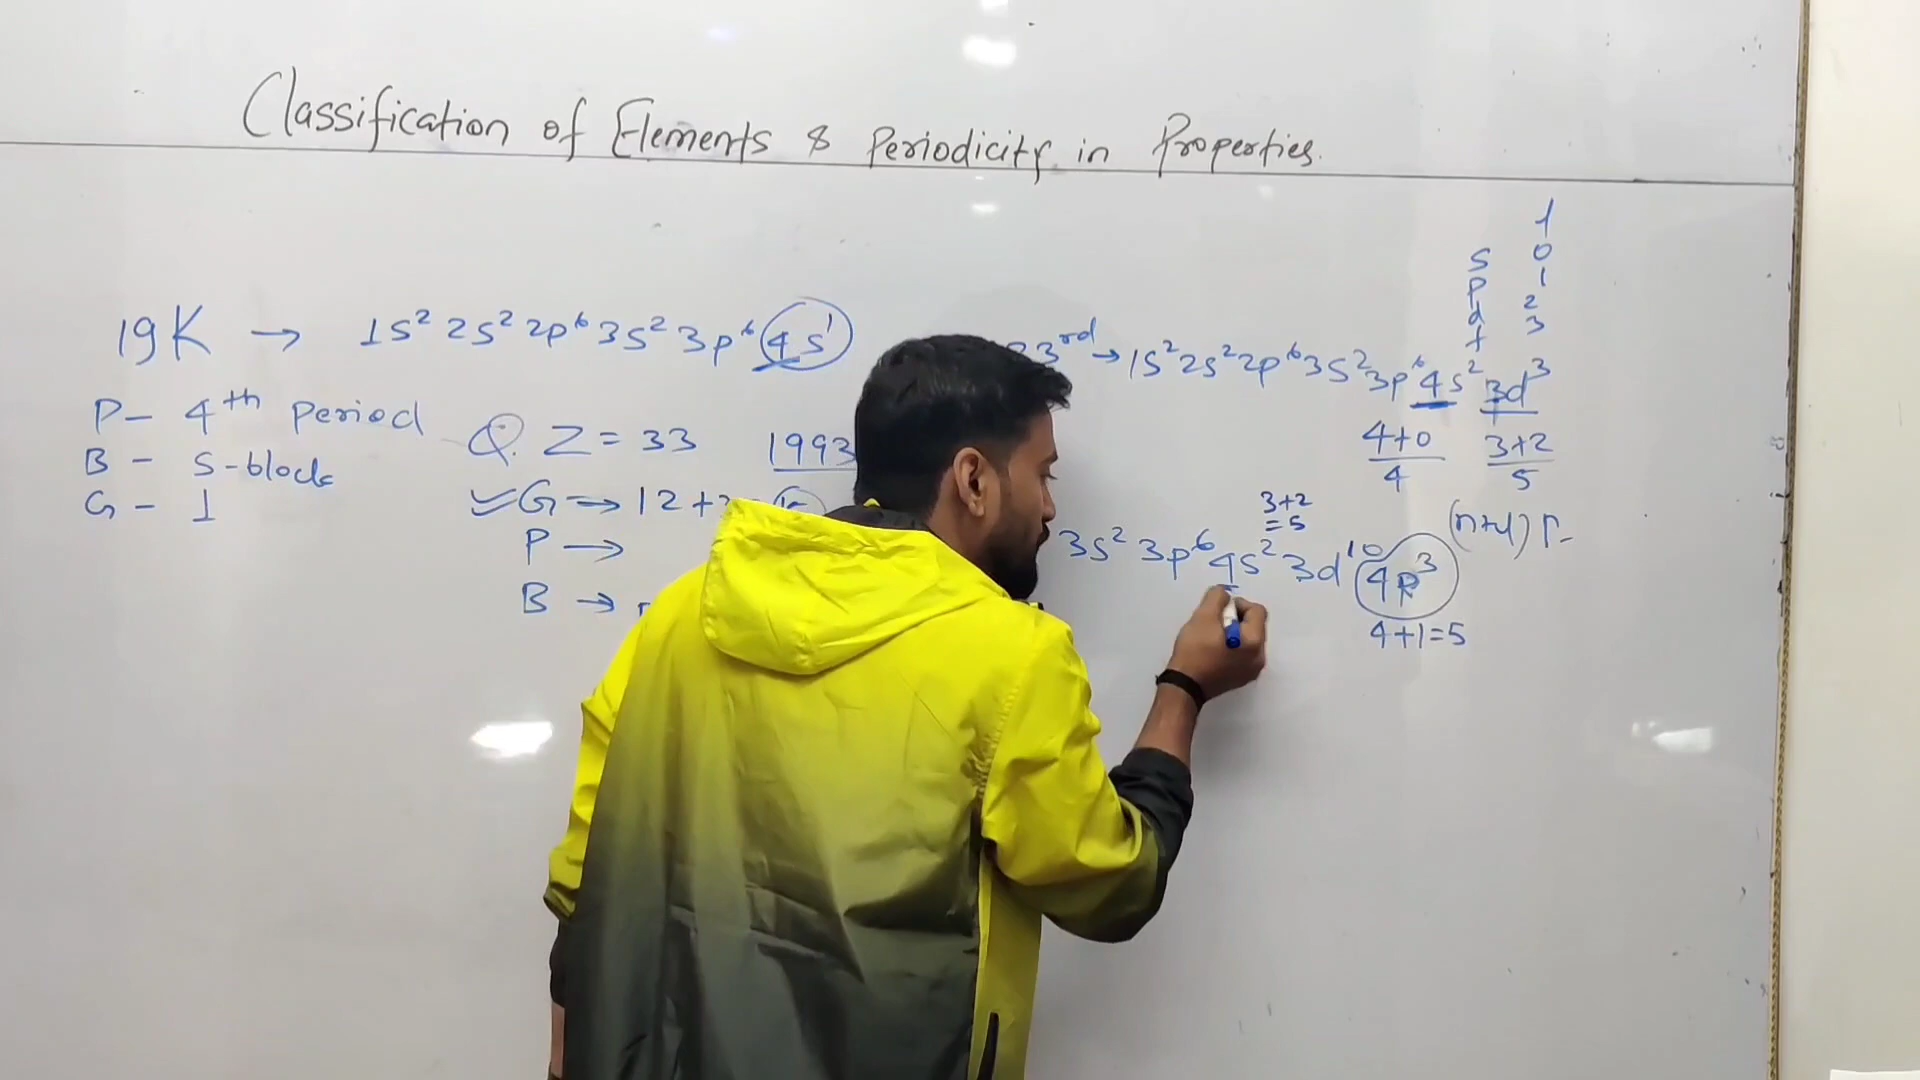 Classification of Elements & Periodicity in Properties.
l
s 0
p 1
d 2
f 3
19K → 1s² 2s² 2p⁶ 3s² 3p⁶ 4s¹
3rd → 1s² 2s² 2p⁶ 3s² 3p⁶ 4s² 3d³
4+0 3+2
4 5
P- 4th Period
B - S-block
G - 1
Q. Z = 33 1993
G → 12+
P →
B →
3+2
= 5
(n+l)
3s² 3p⁶ 4s² 3d¹⁰ 4p³
4+1=5